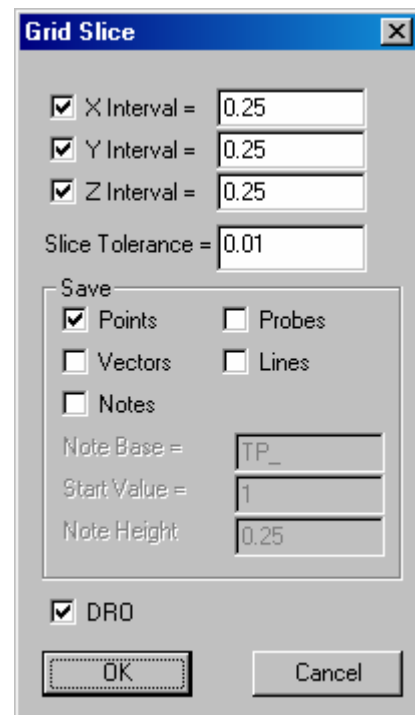 Grid Slice
X Interval = 0.25
Y Interval = 0.25
Z Interval = 0.25
Slice Tolerance = 0.01
Save
Points Probes
Vectors Lines
Notes
Note Base = TP_
Start Value = 1
Note Height 0.25
DRO
OK Cancel